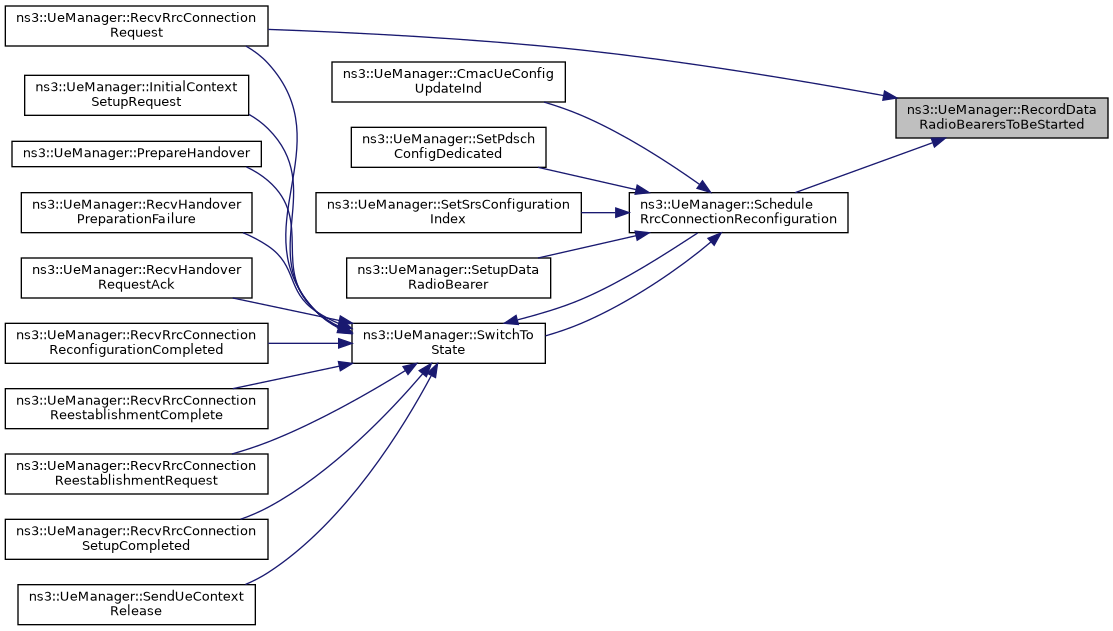 ns3::UeManager::RecvRrcConnection
Request
ns3::UeManager::InitialContext
SetupRequest
ns3::UeManager::PrepareHandover
ns3::UeManager::RecvHandover
PreparationFailure
ns3::UeManager::RecvHandover
RequestAck
ns3::UeManager::RecvRrcConnection
ReconfigurationCompleted
ns3::UeManager::RecvRrcConnection
ReestablishmentComplete
ns3::UeManager::RecvRrcConnection
ReestablishmentRequest
ns3::UeManager::RecvRrcConnection
SetupCompleted
ns3::UeManager::SendUeContext
Release
ns3::UeManager::CmacUeConfig
UpdateInd
ns3::UeManager::SetPdsch
ConfigDedicated
ns3::UeManager::SetSrsConfiguration
Index
ns3::UeManager::SetupData
RadioBearer
ns3::UeManager::SwitchTo
State
ns3::UeManager::Schedule
RrcConnectionReconfiguration
ns3::UeManager::RecordData
RadioBearersToBeStarted